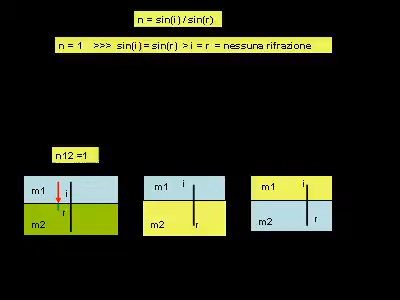 n = sin(i) / sin(r)
n = 1 >>> sin(i) = sin(r) > i = r = nessuna rifrazione
n12 =1
m1 i
r
m2
m1 i
m2 r
m1 i
m2 r